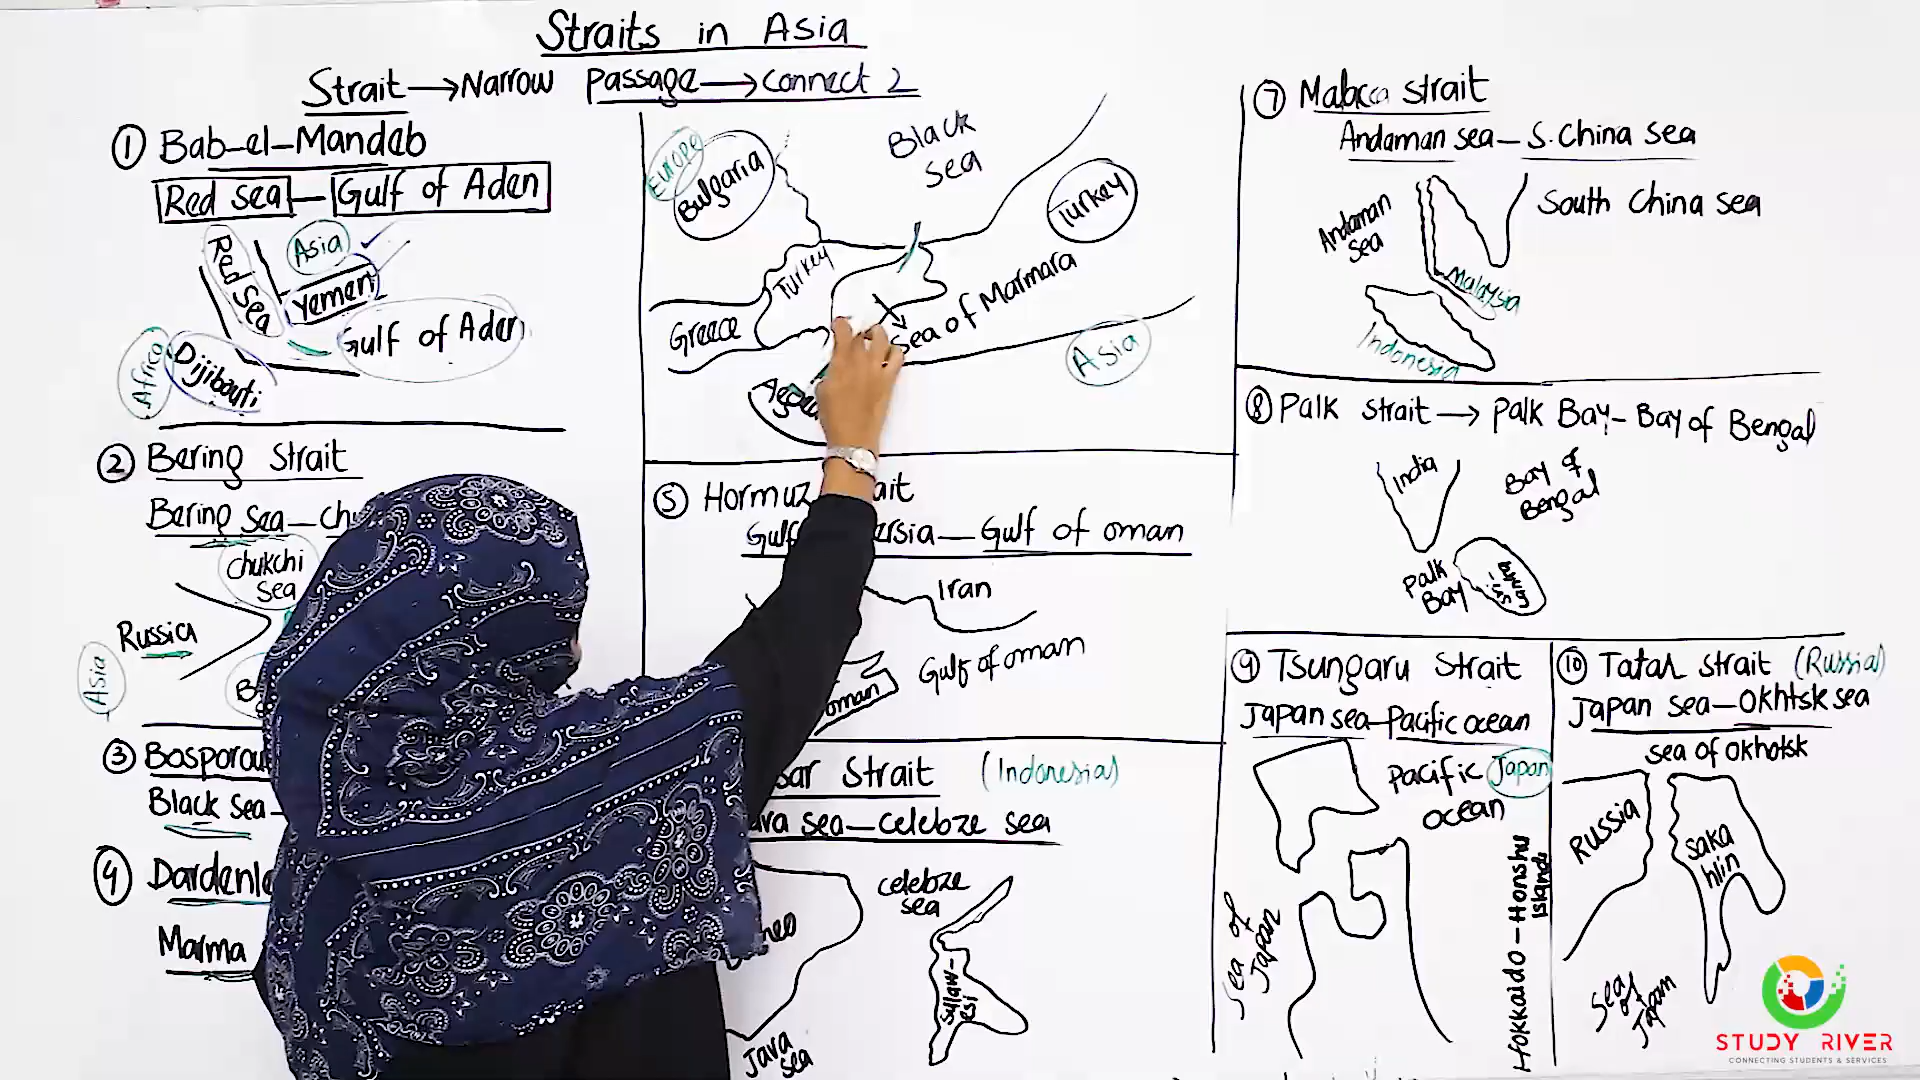 Straits in Asia
Strait → Narrow passage → connect 2
① Bab-el-Mandeb
Red Sea — Gulf of Aden
Red Sea
Asia
Yemen
Gulf of Aden
Africa
Dijibouti
② Bering Strait
Bering Sea —
Chukchi
Sea
Russia
Asia
③
Black Sea -
④
Marma
Europe
Bulgaria
Black
Sea
Turkey
Turkey
Greece
Sea of Marmara
Asia
⑤
Gulf of oman
Iran
Gulf of oman
oman
Strait (Indonesia)
sea — celebze sea
celebze
sea
Java
sea
⑦ Malacca strait
Andaman sea — S. China sea
Andaman
Sea
South China sea
Malaysia
Indonesia
⑧ Palk strait → Palk Bay - Bay of Bengal
India
Bay of
Bengal
Palk
Bay
⑨ Tsungaru Strait
Japan sea — Pacific ocean
Pacific
ocean
Japan
Sea of
Japan
Hokkaido — Honshu
Island
⑩ Tatar strait (Russia)
Japan sea — Okhtsk sea
sea of okhotsk
Russia
Saka
hlin
Sea
of
Japan
STUDY RIVER
CONNECTING STUDENTS & SERVICES